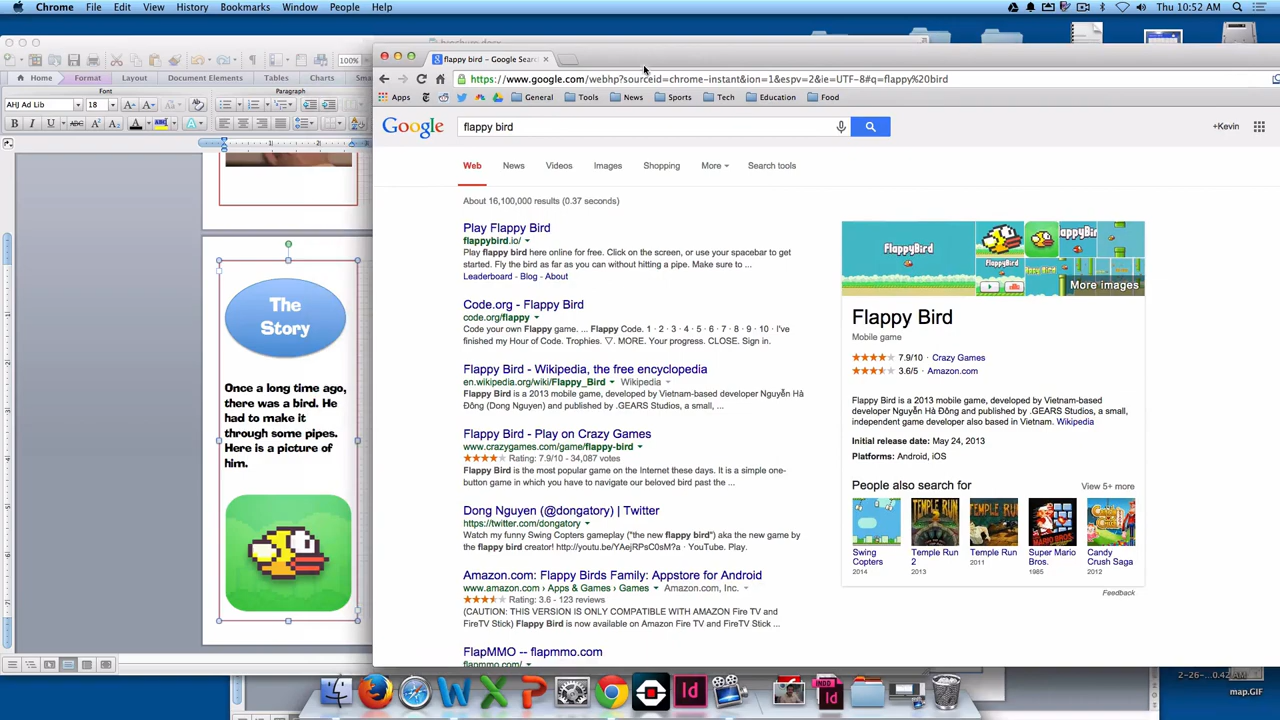 Chrome File Edit View History Bookmarks Window People Help Thu 10:52 AM
brochure.docx
100%
flappy bird – Google Searc
https://www.google.com/webhp?sourceid=chrome-instant&ion=1&espv=2&ie=UTF-8#q=flappy%20bird
Home Format Layout Document Elements Tables Charts
Apps General Tools News Sports Tech Education Food
Font Paragraph
AHJ Ad Lib 18
B I U ABC
Google flappy bird +Kevin
Web News Videos Images Shopping More Search tools
About 16,100,000 results (0.37 seconds)
Play Flappy Bird
flappybird.io/
Play flappy bird here online for free. Click on the screen, or use your spacebar to get
started. Fly the bird as far as you can without hitting a pipe. Make sure to ...
Leaderboard - Blog - About
Code.org - Flappy Bird
code.org/flappy
Code your own Flappy game. ... Flappy Code. 1 · 2 · 3 · 4 · 5 · 6 · 7 · 8 · 9 · 10 · I've
finished my Hour of Code. Trophies. ▽. MORE. Your progress. CLOSE. Sign in.
Flappy Bird - Wikipedia, the free encyclopedia
en.wikipedia.org/wiki/Flappy_Bird Wikipedia
Flappy Bird is a 2013 mobile game, developed by Vietnam-based developer Nguyễn Hà
Đông (Dong Nguyen) and published by .GEARS Studios, a small, ...
Flappy Bird - Play on Crazy Games
www.crazygames.com/game/flappy-bird
Rating: 7.9/10 - 34,087 votes
Flappy Bird is the most popular game on the Internet these days. It is a simple one-
button game in which you have to navigate our beloved bird past the ...
Dong Nguyen (@dongatory) | Twitter
https://twitter.com/dongatory
Watch my funny Swing Copters gameplay ("the new flappy bird") aka the new game by
the flappy bird creator! http://youtu.be/YAejRPsC0sM?a · YouTube. Play.
Amazon.com: Flappy Birds Family: Appstore for Android
www.amazon.com › Apps & Games › Games Amazon.com, Inc.
Rating: 3.6 - 123 reviews
(CAUTION: THIS VERSION IS ONLY COMPATIBLE WITH AMAZON Fire TV and
FireTV Stick) Flappy Bird is now available on Amazon Fire TV and FireTV Stick ...
FlapMMO -- flapmmo.com/
flapmmo.com/
FlappyBird
FlappyBird
More images
Flappy Bird
Mobile game
7.9/10 Crazy Games
3.6/5 Amazon.com
Flappy Bird is a 2013 mobile game, developed by Vietnam-based
developer Nguyễn Hà Đông and published by .GEARS Studios, a small,
independent game developer also based in Vietnam. Wikipedia
Initial release date: May 24, 2013
Platforms: Android, iOS
People also search for View 5+ more
Swing Copters
2014
Temple Run 2
2013
Temple Run
2011
Super Mario Bros.
1985
Candy Crush Saga
2012
Feedback
The
Story
Once a long time ago,
there was a bird. He
had to make it
through some pipes.
Here is a picture of
him.
map.GIF